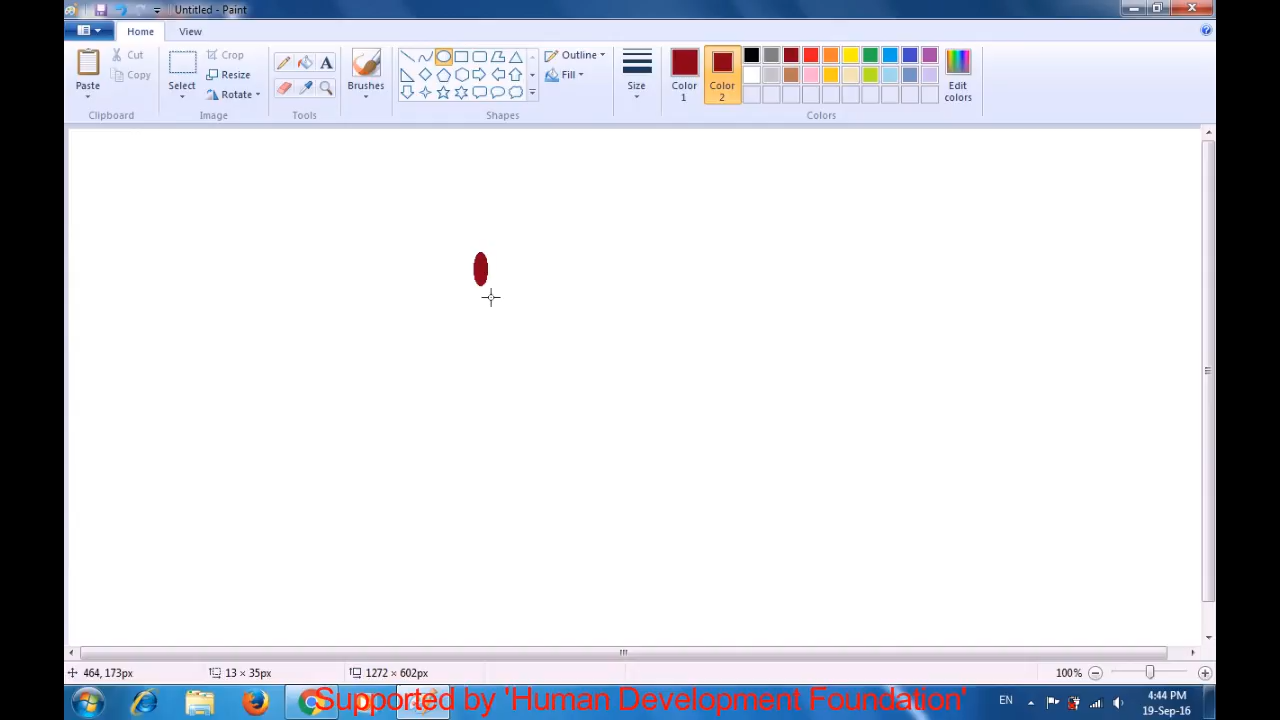 Untitled - Paint
Home
View
Paste
Cut
Copy
Clipboard
Select
Crop
Resize
Rotate
Image
A
Tools
Brushes
Shapes
Outline
Fill
Size
Color
1
Color
2
Edit
colors
Colors
464, 173px
13 × 35px
1272 × 602px
100%
Supported by 'Human Development Foundation'
EN
4:44 PM
19-Sep-16